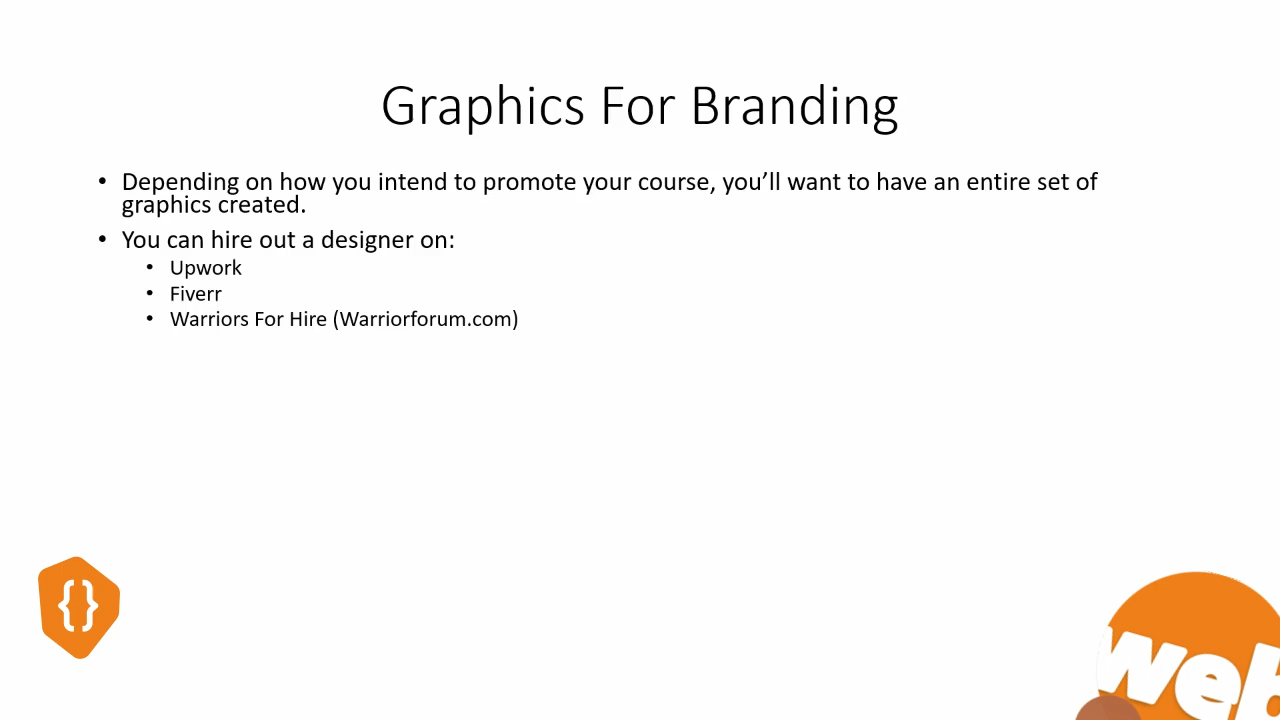 Graphics For Branding
• Depending on how you intend to promote your course, you’ll want to have an entire set of
graphics created.
• You can hire out a designer on:
• Upwork
• Fiverr
• Warriors For Hire (Warriorforum.com)
{}
web